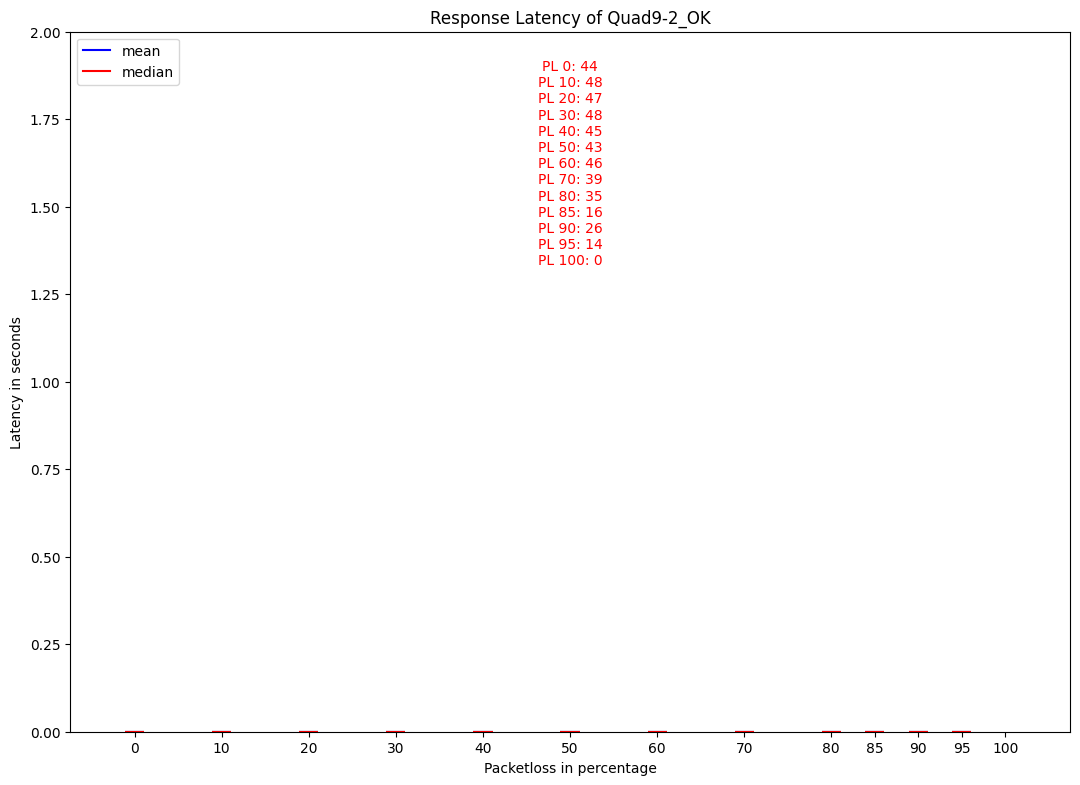 Response Latency of Quad9-2_OK
mean
median
PL 0: 44
PL 10: 48
PL 20: 47
PL 30: 48
PL 40: 45
PL 50: 43
PL 60: 46
PL 70: 39
PL 80: 35
PL 85: 16
PL 90: 26
PL 95: 14
PL 100: 0
Latency in seconds
2.00
1.75
1.50
1.25
1.00
0.75
0.50
0.25
0.00
0 10 20 30 40 50 60 70 80 85 90 95 100
Packetloss in percentage